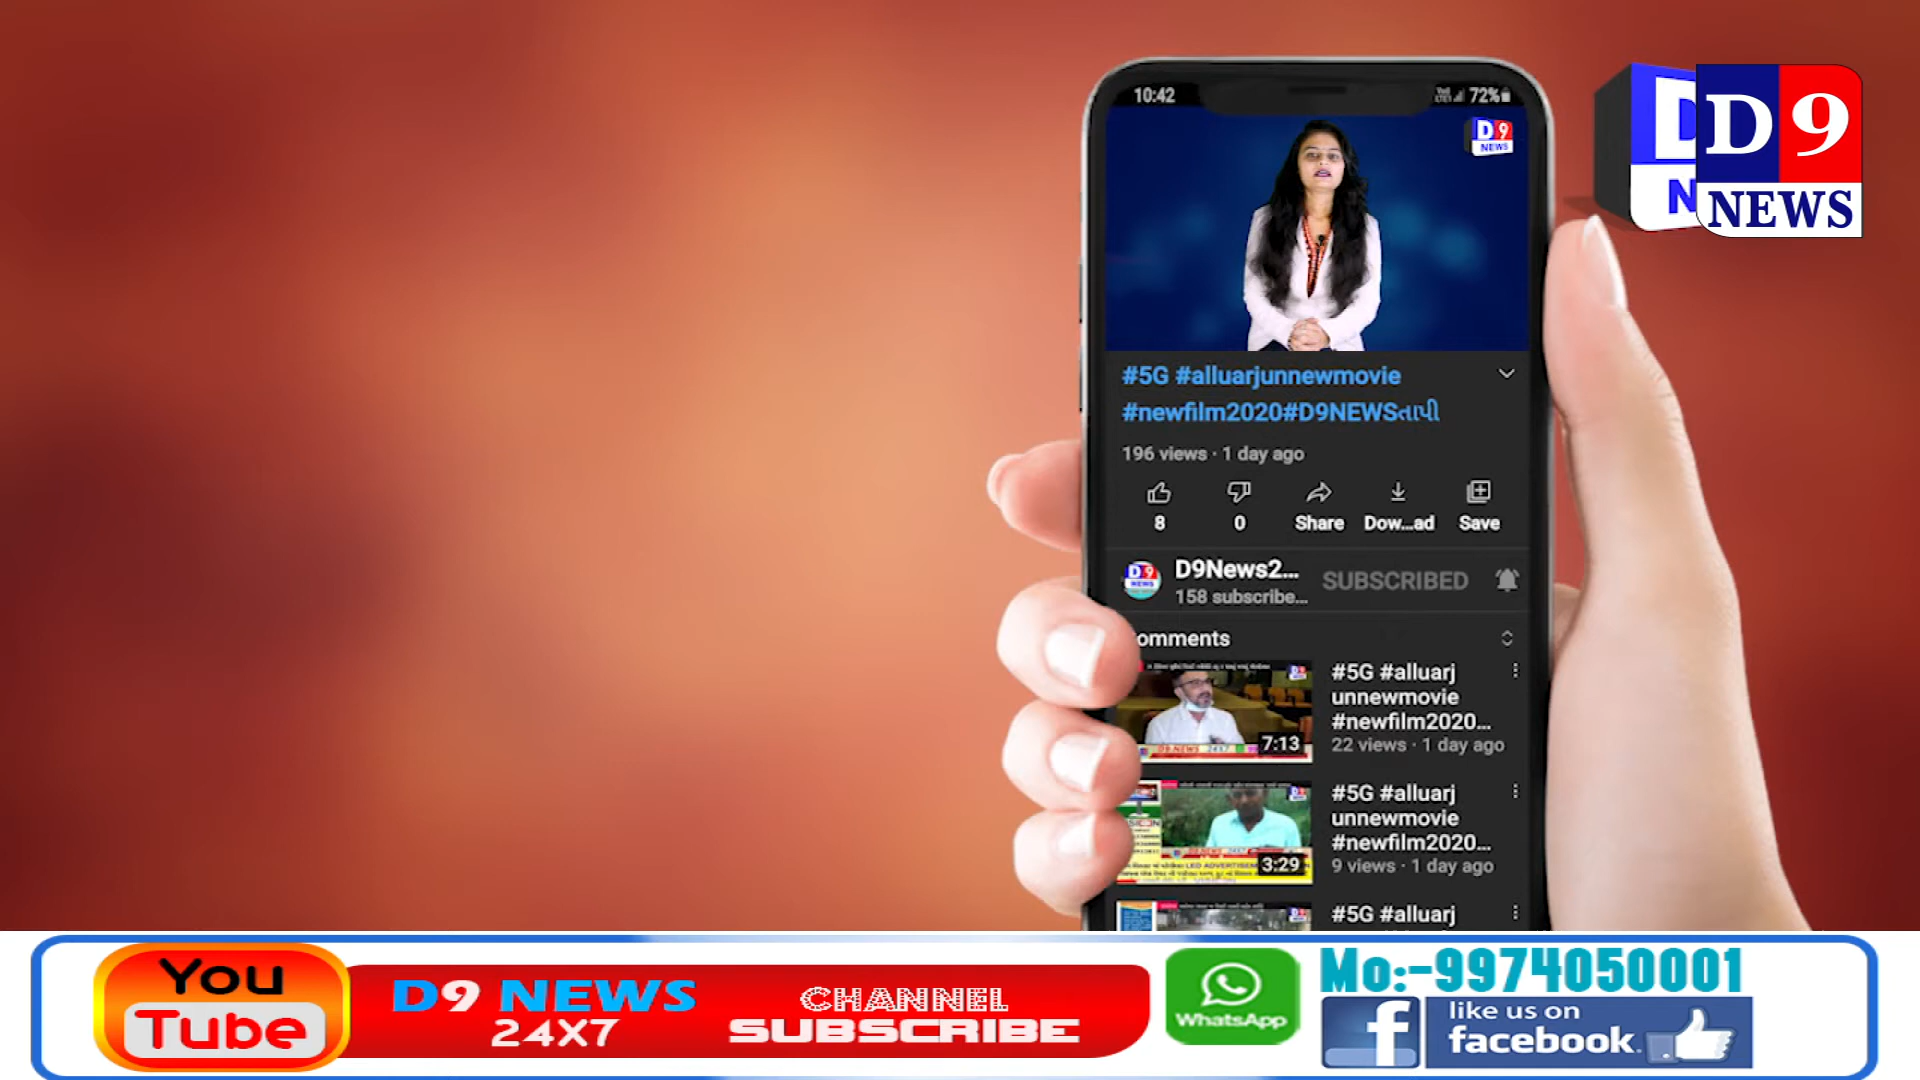 10:42
72%
D 9
NEWS
D
N
D 9
NEWS
#5G #alluarjunnewmovie
#newfilm2020#D9NEWSતાપી
196 views · 1 day ago
8
0
Share
Dow...ad
Save
D9News2...
158 subscribe...
SUBSCRIBED
omments
#5G #alluarj
unnewmovie
#newfilm2020...
22 views · 1 day ago
7:13
#5G #alluarj
unnewmovie
#newfilm2020...
9 views · 1 day ago
3:29
#5G #alluarj
You
Tube
D9 NEWS
24X7
CHANNEL
SUBSCRIBE
WhatsApp
Mo:-9974050001
f
like us on
facebook.